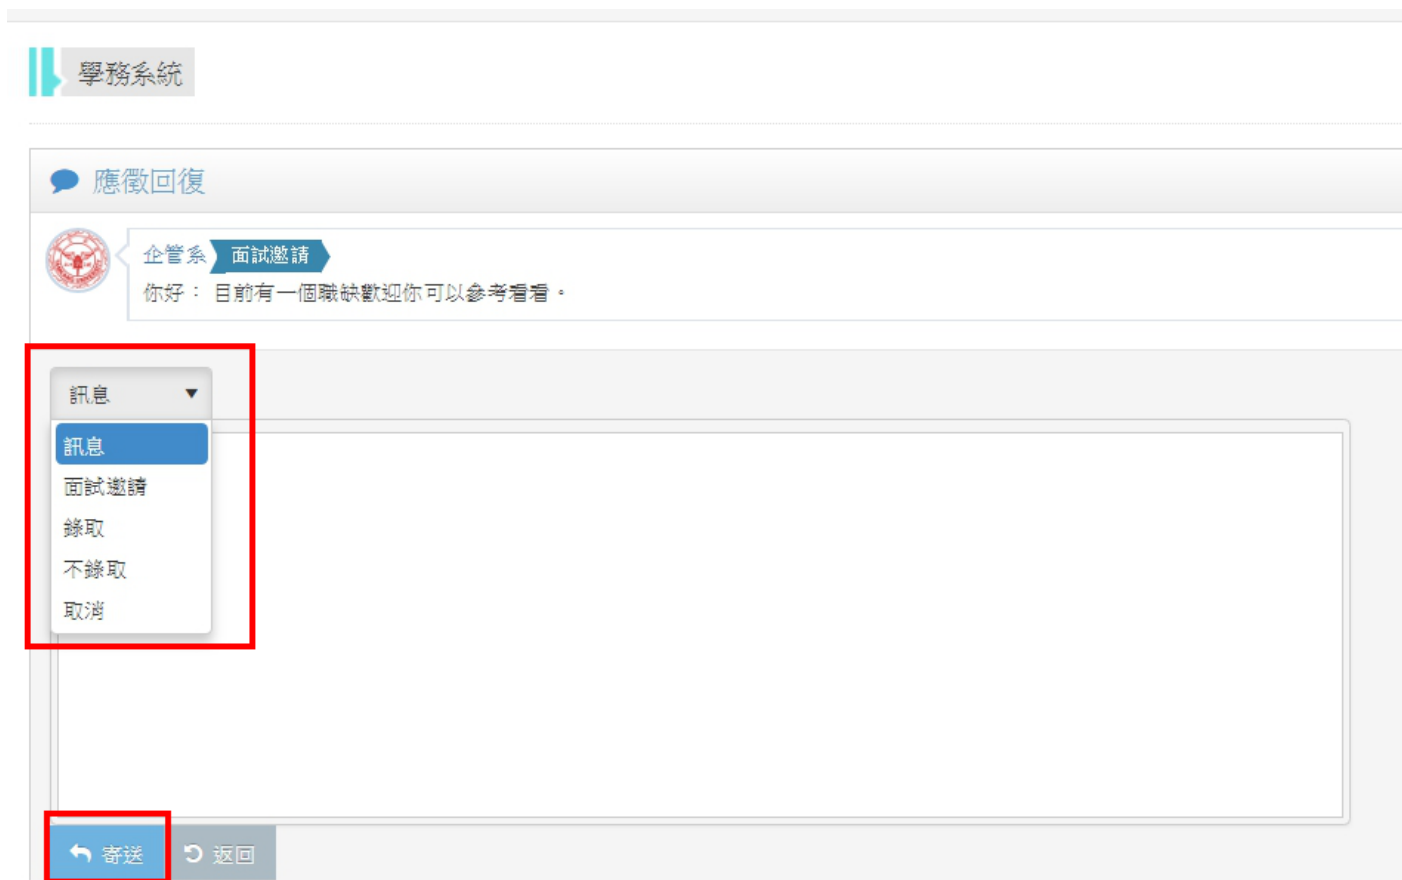 學務系統
應徵回復
企管系 面試邀請
你好： 目前有一個職缺歡迎你可以參考看看。
訊息
訊息
面試邀請
錄取
不錄取
取消
寄送 返回